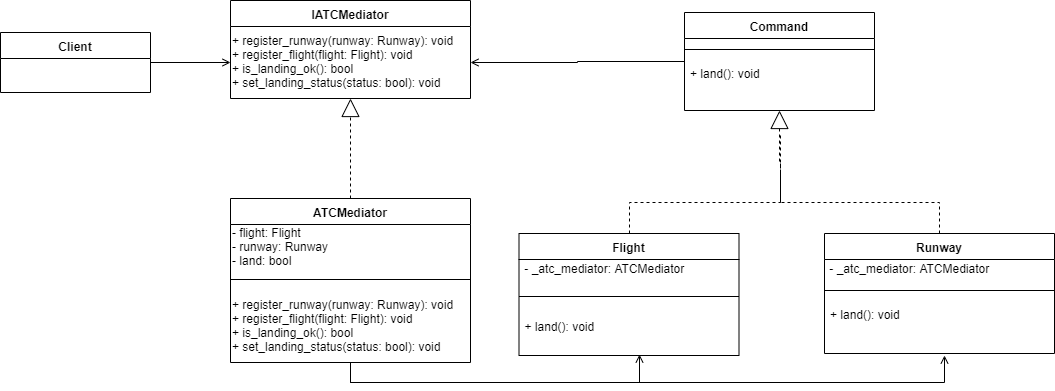 Client
IATCMediator
+ register_runway(runway: Runway): void
+ register_flight(flight: Flight): void
+ is_landing_ok(): bool
+ set_landing_status(status: bool): void
Command
+ land(): void
ATCMediator
- flight: Flight
- runway: Runway
- land: bool
+ register_runway(runway: Runway): void
+ register_flight(flight: Flight): void
+ is_landing_ok(): bool
+ set_landing_status(status: bool): void
Flight
- _atc_mediator: ATCMediator
+ land(): void
Runway
- _atc_mediator: ATCMediator
+ land(): void